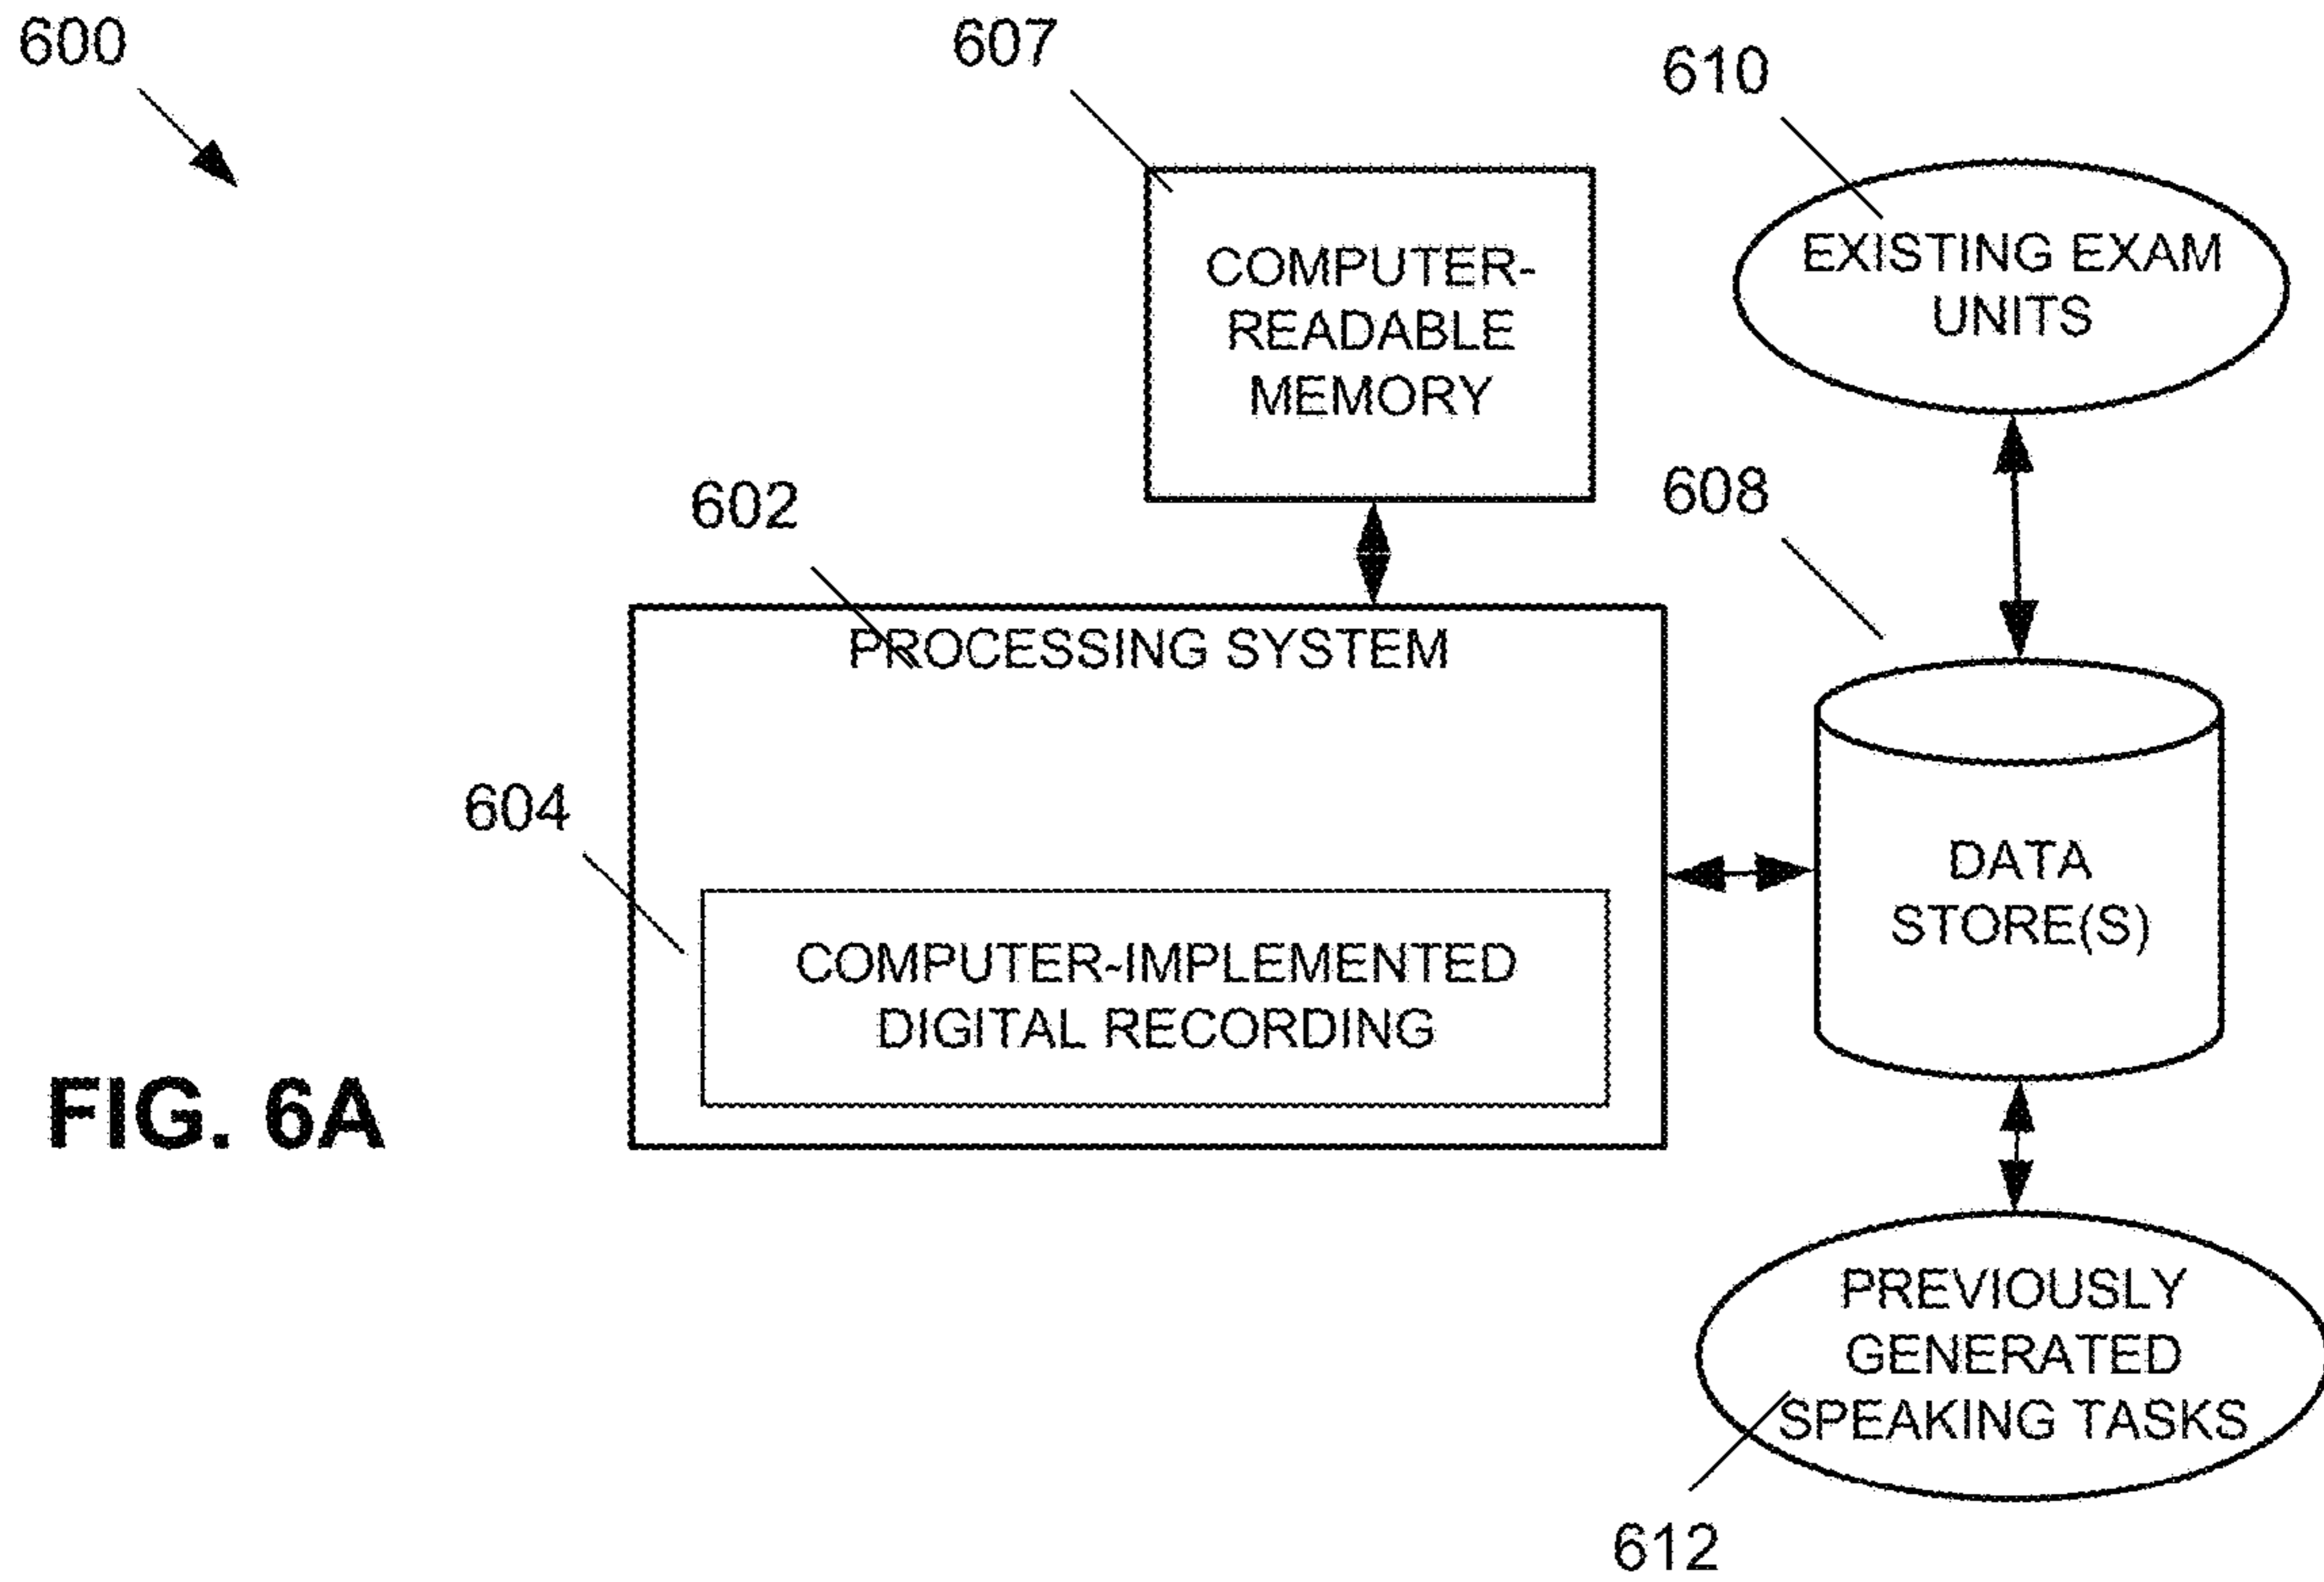 600
607
610
COMPUTER-
READABLE
MEMORY
EXISTING EXAM
UNITS
602
608
PROCESSING SYSTEM
604
COMPUTER-IMPLEMENTED
DIGITAL RECORDING
DATA
STORE(S)
FIG. 6A
PREVIOUSLY
GENERATED
SPEAKING TASKS
612